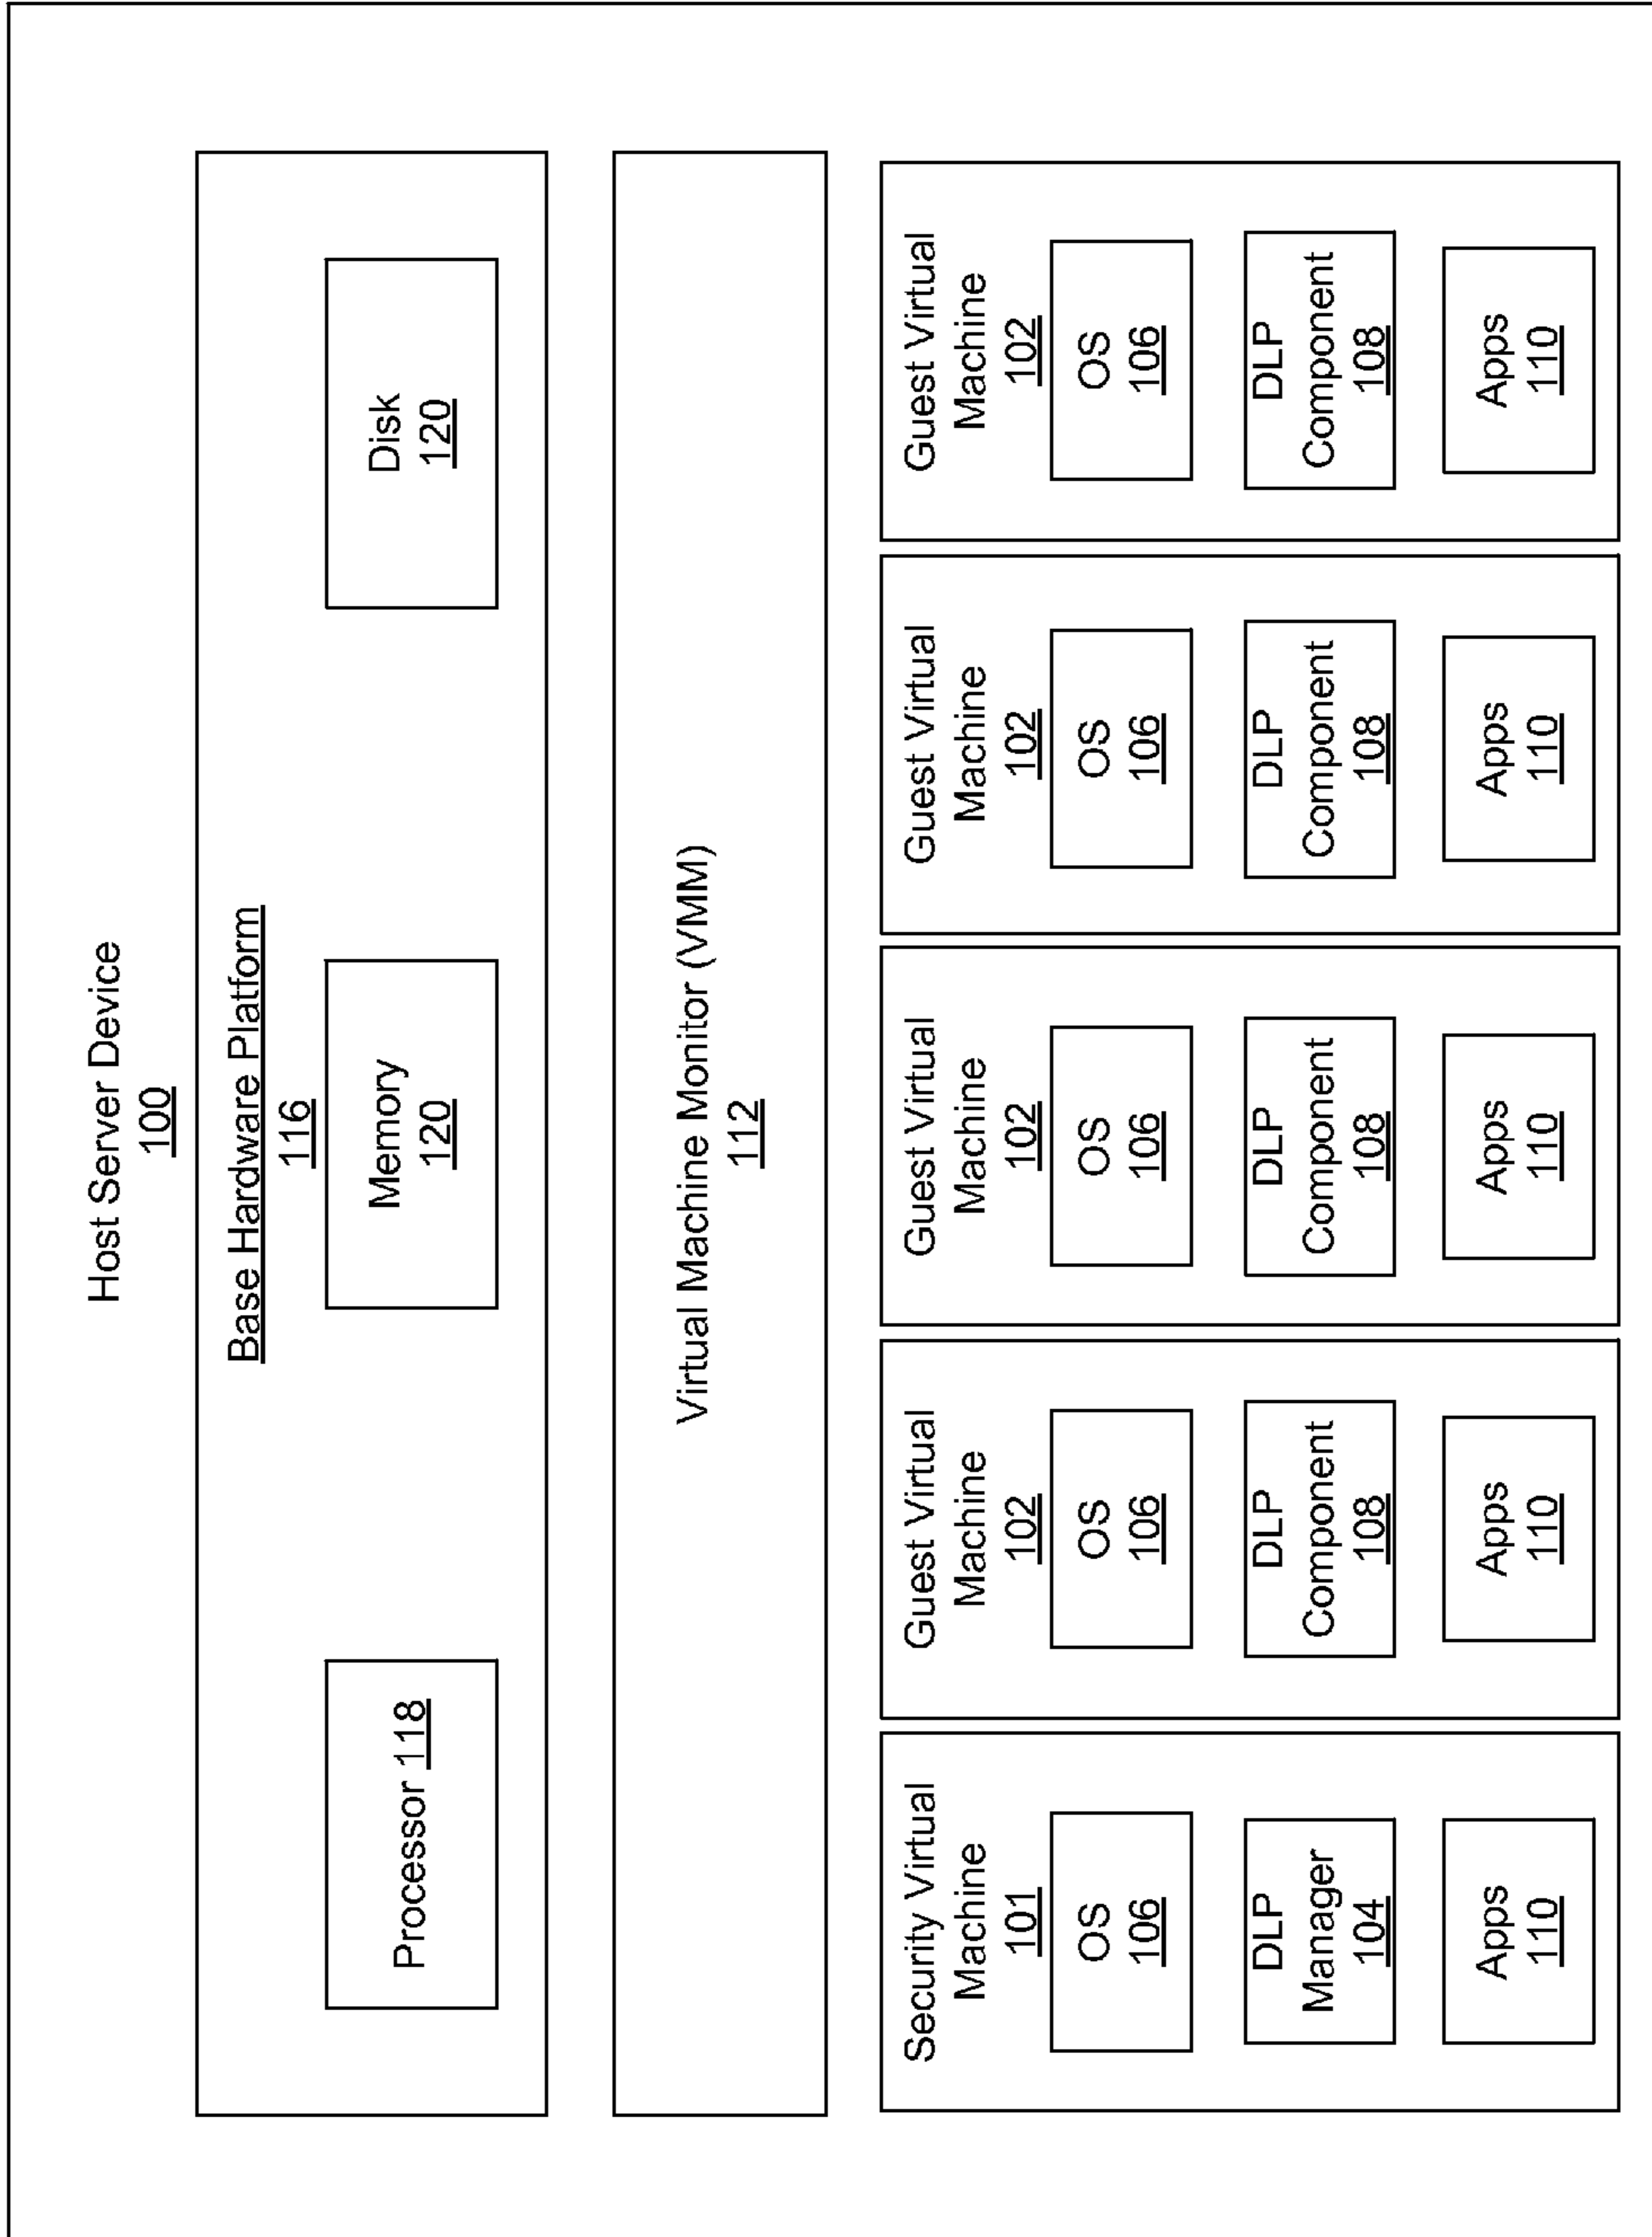 Host Server Device
100
Base Hardware Platform
116
Processor 118
Memory
120
Disk
120
Virtual Machine Monitor (VMM)
112
Security Virtual
Machine
101
OS
106
DLP
Manager
104
Apps
110
Guest Virtual
Machine
102
OS
106
DLP
Component
108
Apps
110
Guest Virtual
Machine
102
OS
106
DLP
Component
108
Apps
110
Guest Virtual
Machine
102
OS
106
DLP
Component
108
Apps
110
Guest Virtual
Machine
102
OS
106
DLP
Component
108
Apps
110